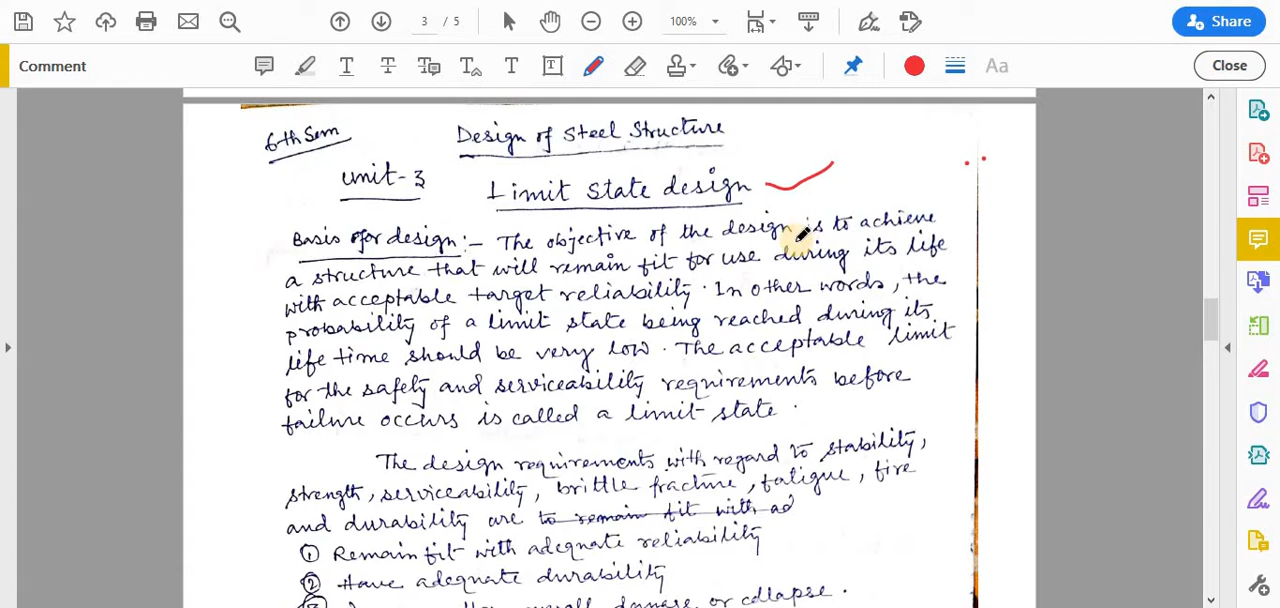 3 / 5
100%
Share
Comment
Close
6th Sem
Design of Steel Structure
Unit-3
Limit State design
Basis for design :- The objective of the design is to achieve
a structure that will remain fit for use during its life
with acceptable target reliability. In other words, the
probability of a limit state being reached during its
life time should be very low. The acceptable limit
for the safety and serviceability requirements before
failure occurs is called a limit state.
The design requirements with regard to stability,
strength, serviceability, brittle fracture, fatigue, fire
and durability are to remain fit with ad
① Remain fit with adequate reliability
② Have adequate durability
③ overall damage or collapse.